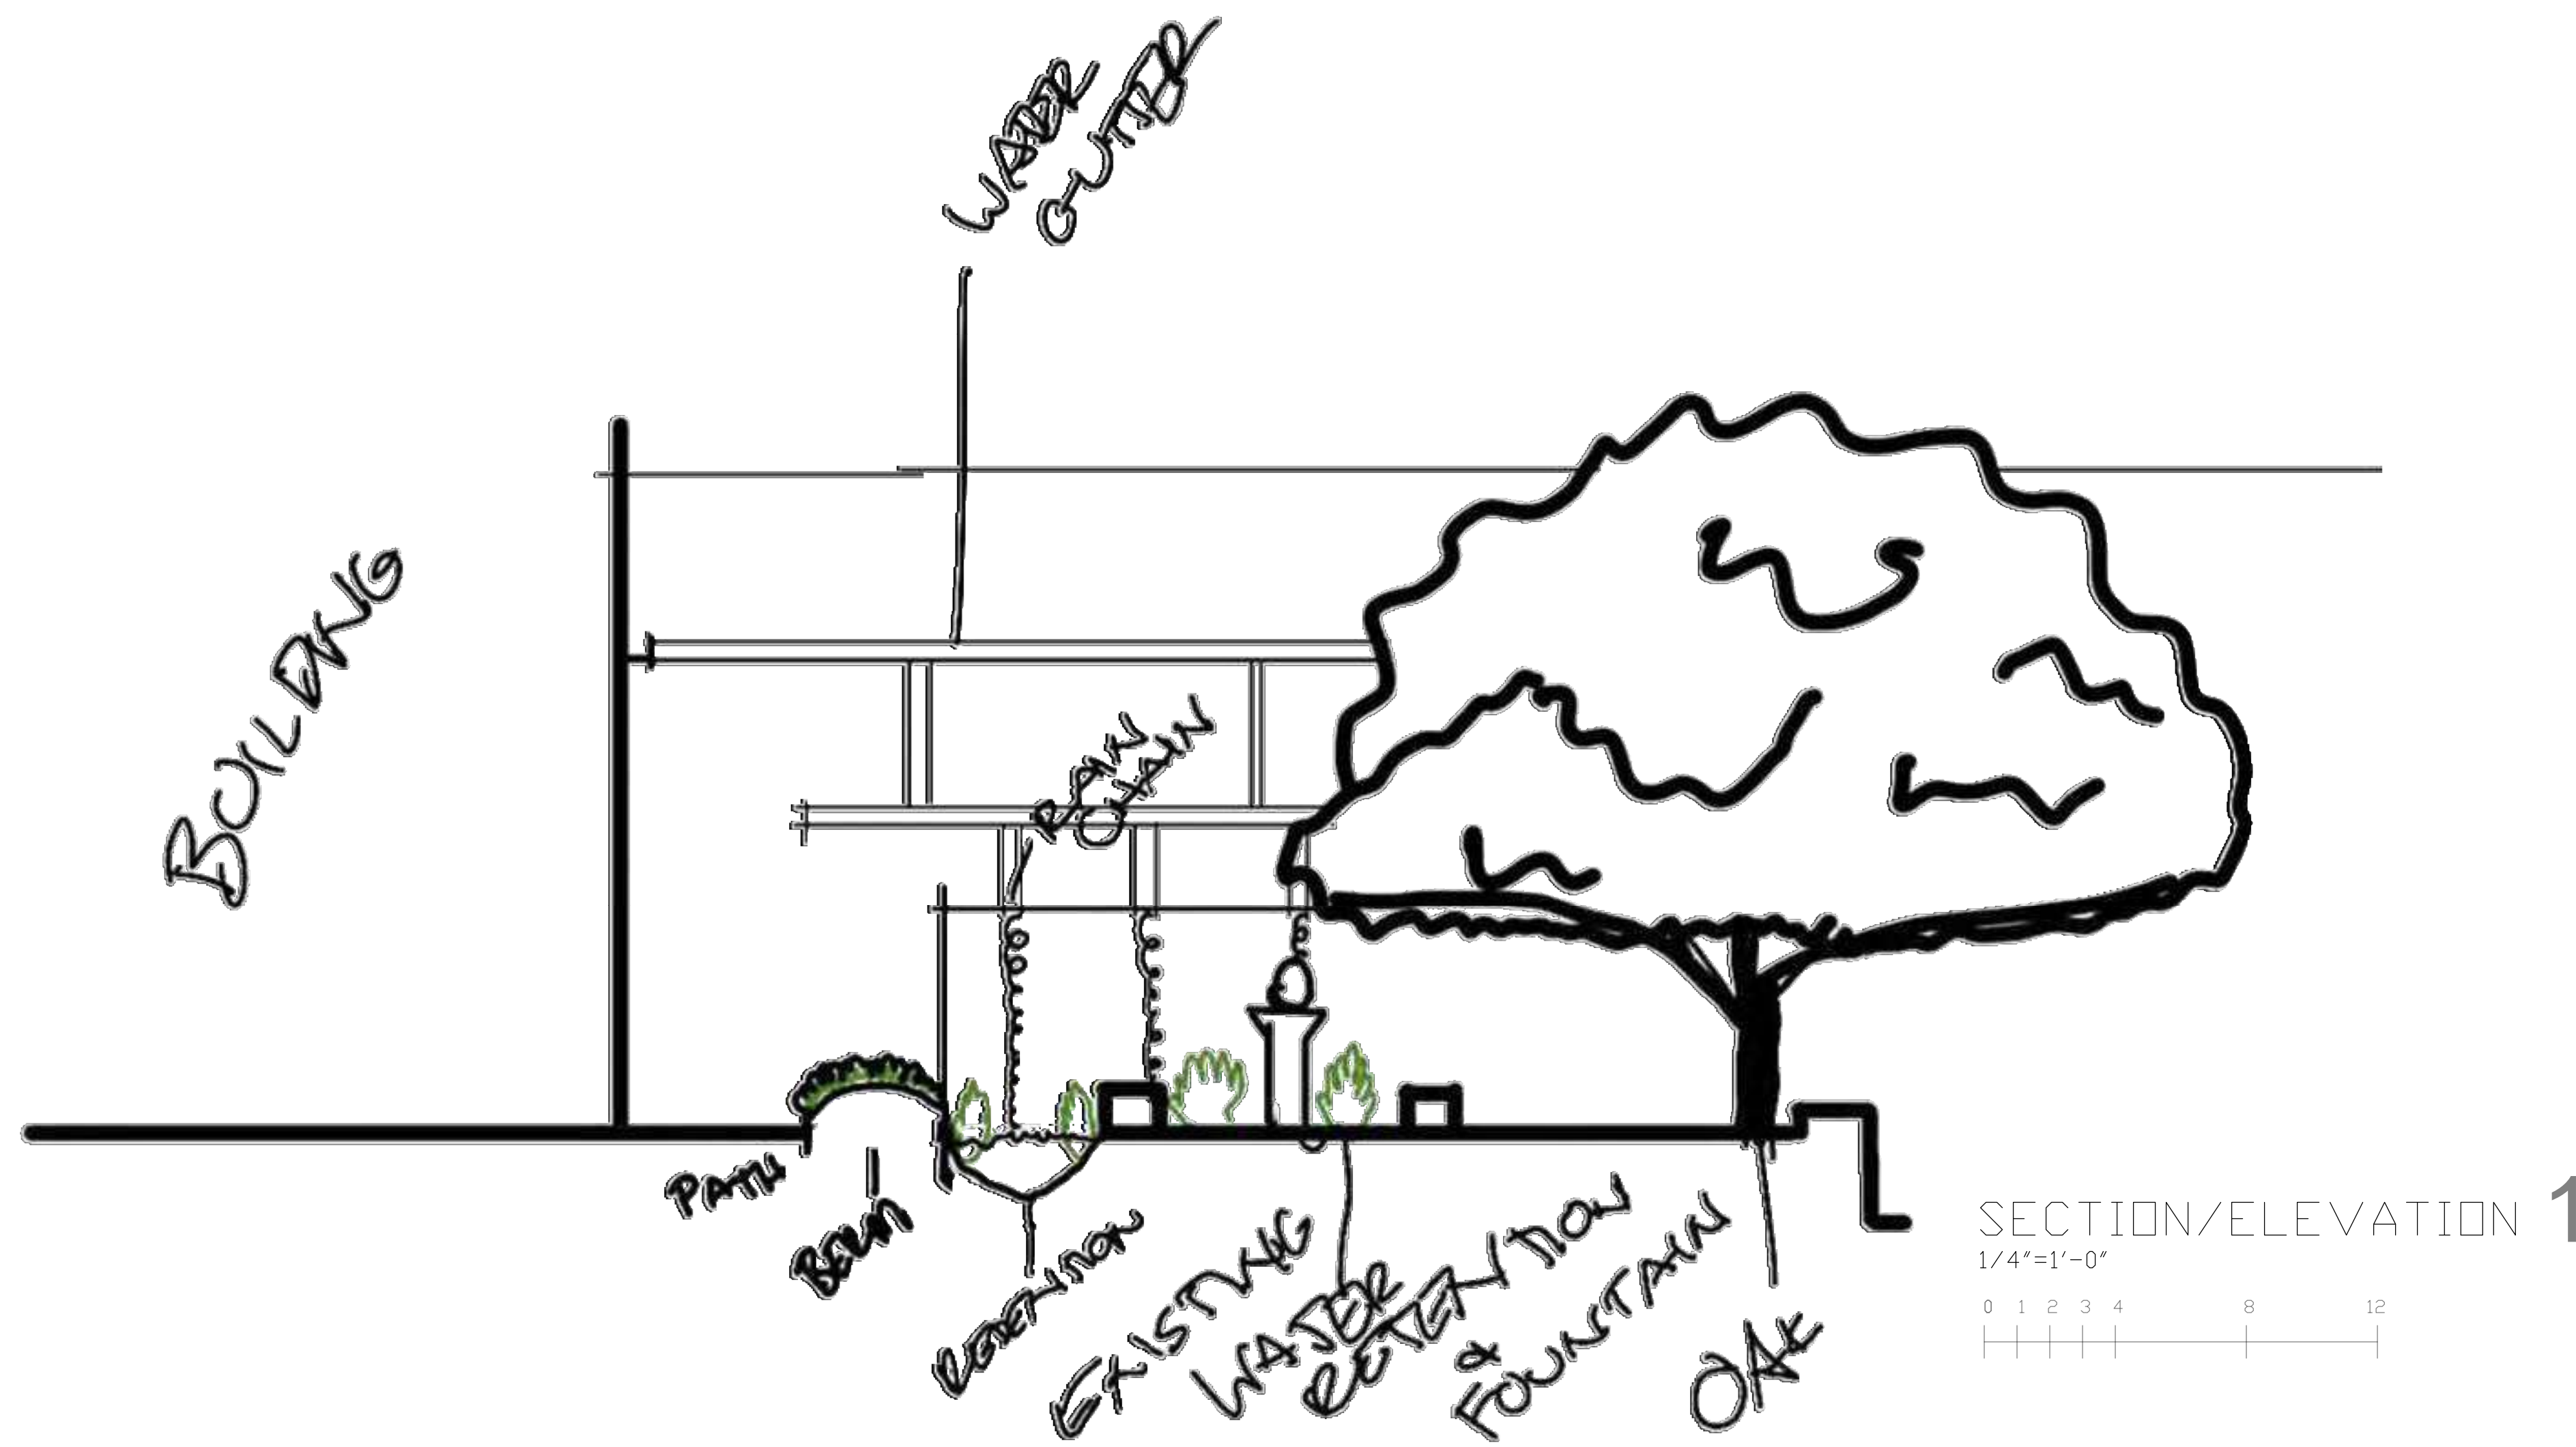 WATER
GUTTER
BUILDING
RAIN
CHAIN
PATH
BERM
RETENTION
EXISTING
WATER
RETENTION
&
FOUNTAIN
OAK
SECTION/ELEVATION 1
1/4"=1'-0"
0 1 2 3 4 8 12